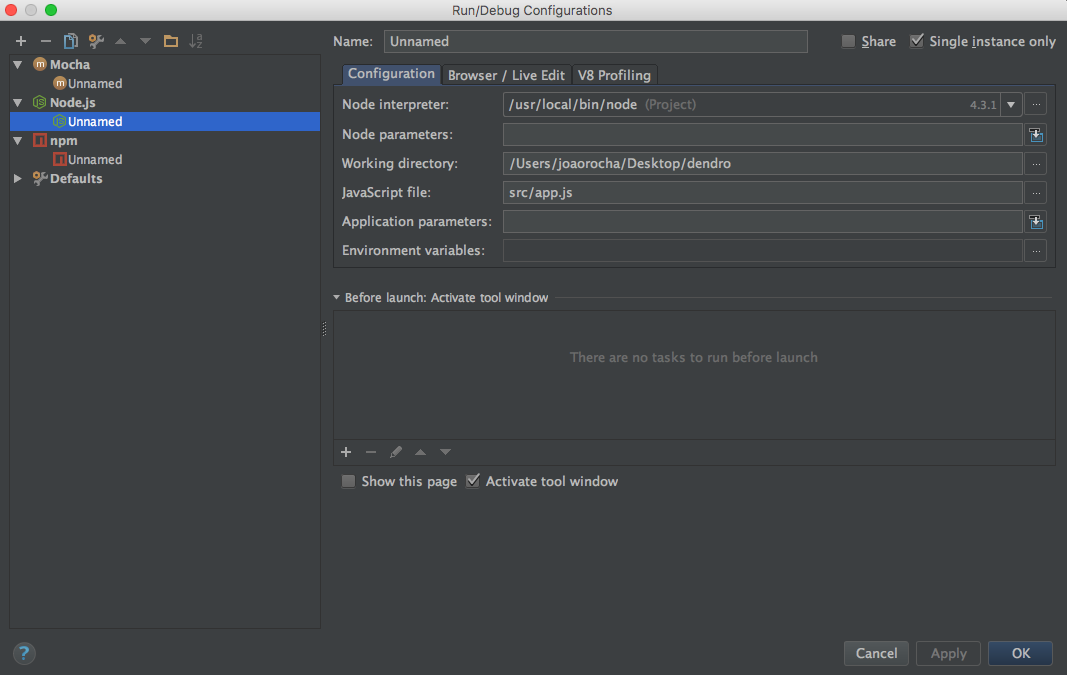 Run/Debug Configurations
Name: Unnamed Share Single instance only
Mocha
Unnamed
Node.js
Unnamed
npm
Unnamed
Defaults
Configuration Browser / Live Edit V8 Profiling
Node interpreter: /usr/local/bin/node (Project) 4.3.1
Node parameters:
Working directory: /Users/joaorocha/Desktop/dendro
JavaScript file: src/app.js
Application parameters:
Environment variables:
Before launch: Activate tool window
There are no tasks to run before launch
Show this page Activate tool window
? Cancel Apply OK